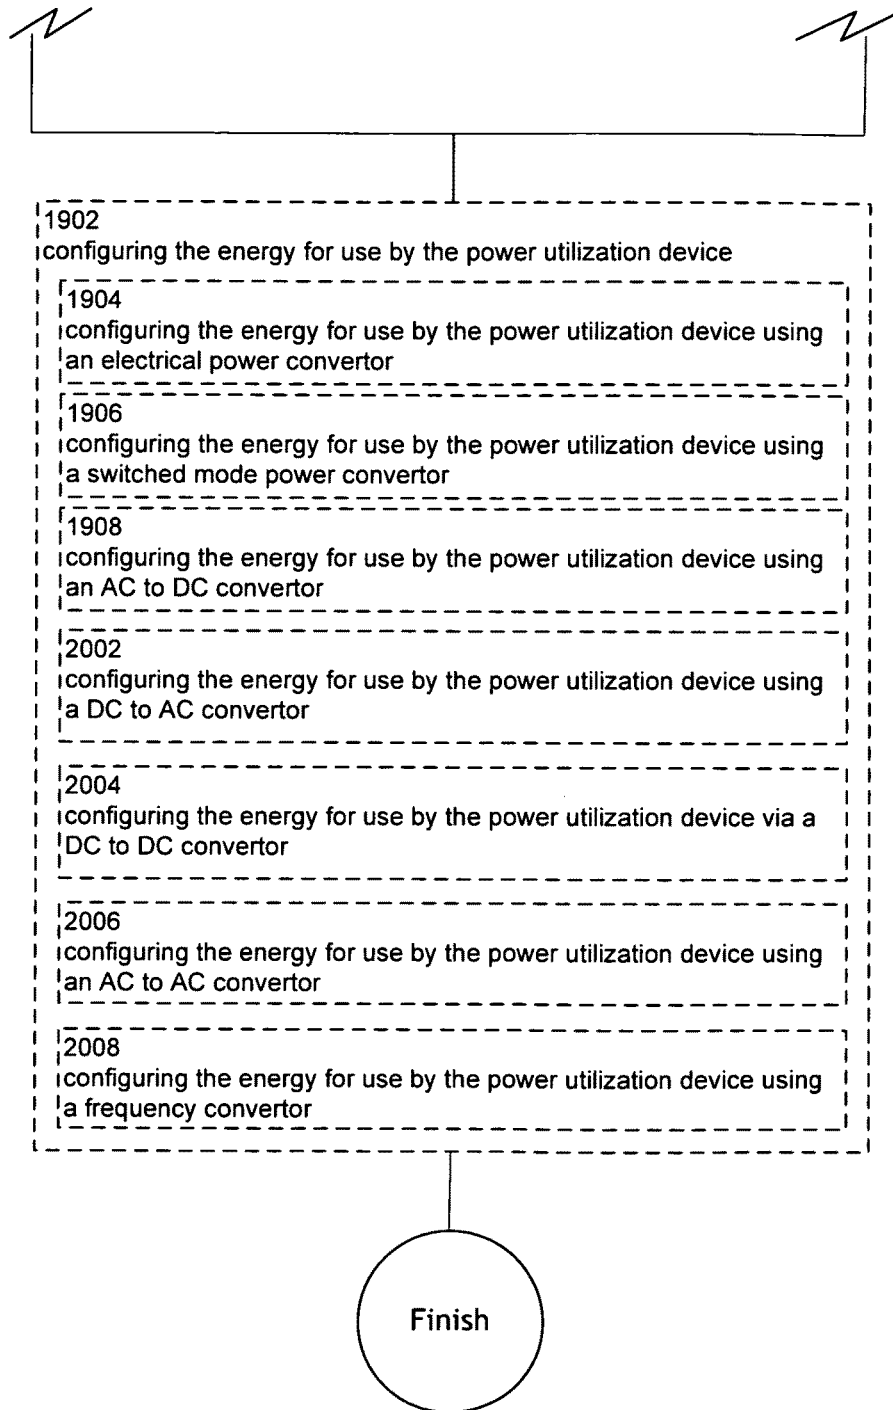 1902
configuring the energy for use by the power utilization device
1904
configuring the energy for use by the power utilization device using
an electrical power convertor
1906
configuring the energy for use by the power utilization device using
a switched mode power convertor
1908
configuring the energy for use by the power utilization device using
an AC to DC convertor
2002
configuring the energy for use by the power utilization device using
a DC to AC convertor
2004
configuring the energy for use by the power utilization device via a
DC to DC convertor
2006
configuring the energy for use by the power utilization device using
an AC to AC convertor
2008
configuring the energy for use by the power utilization device using
a frequency convertor
Finish